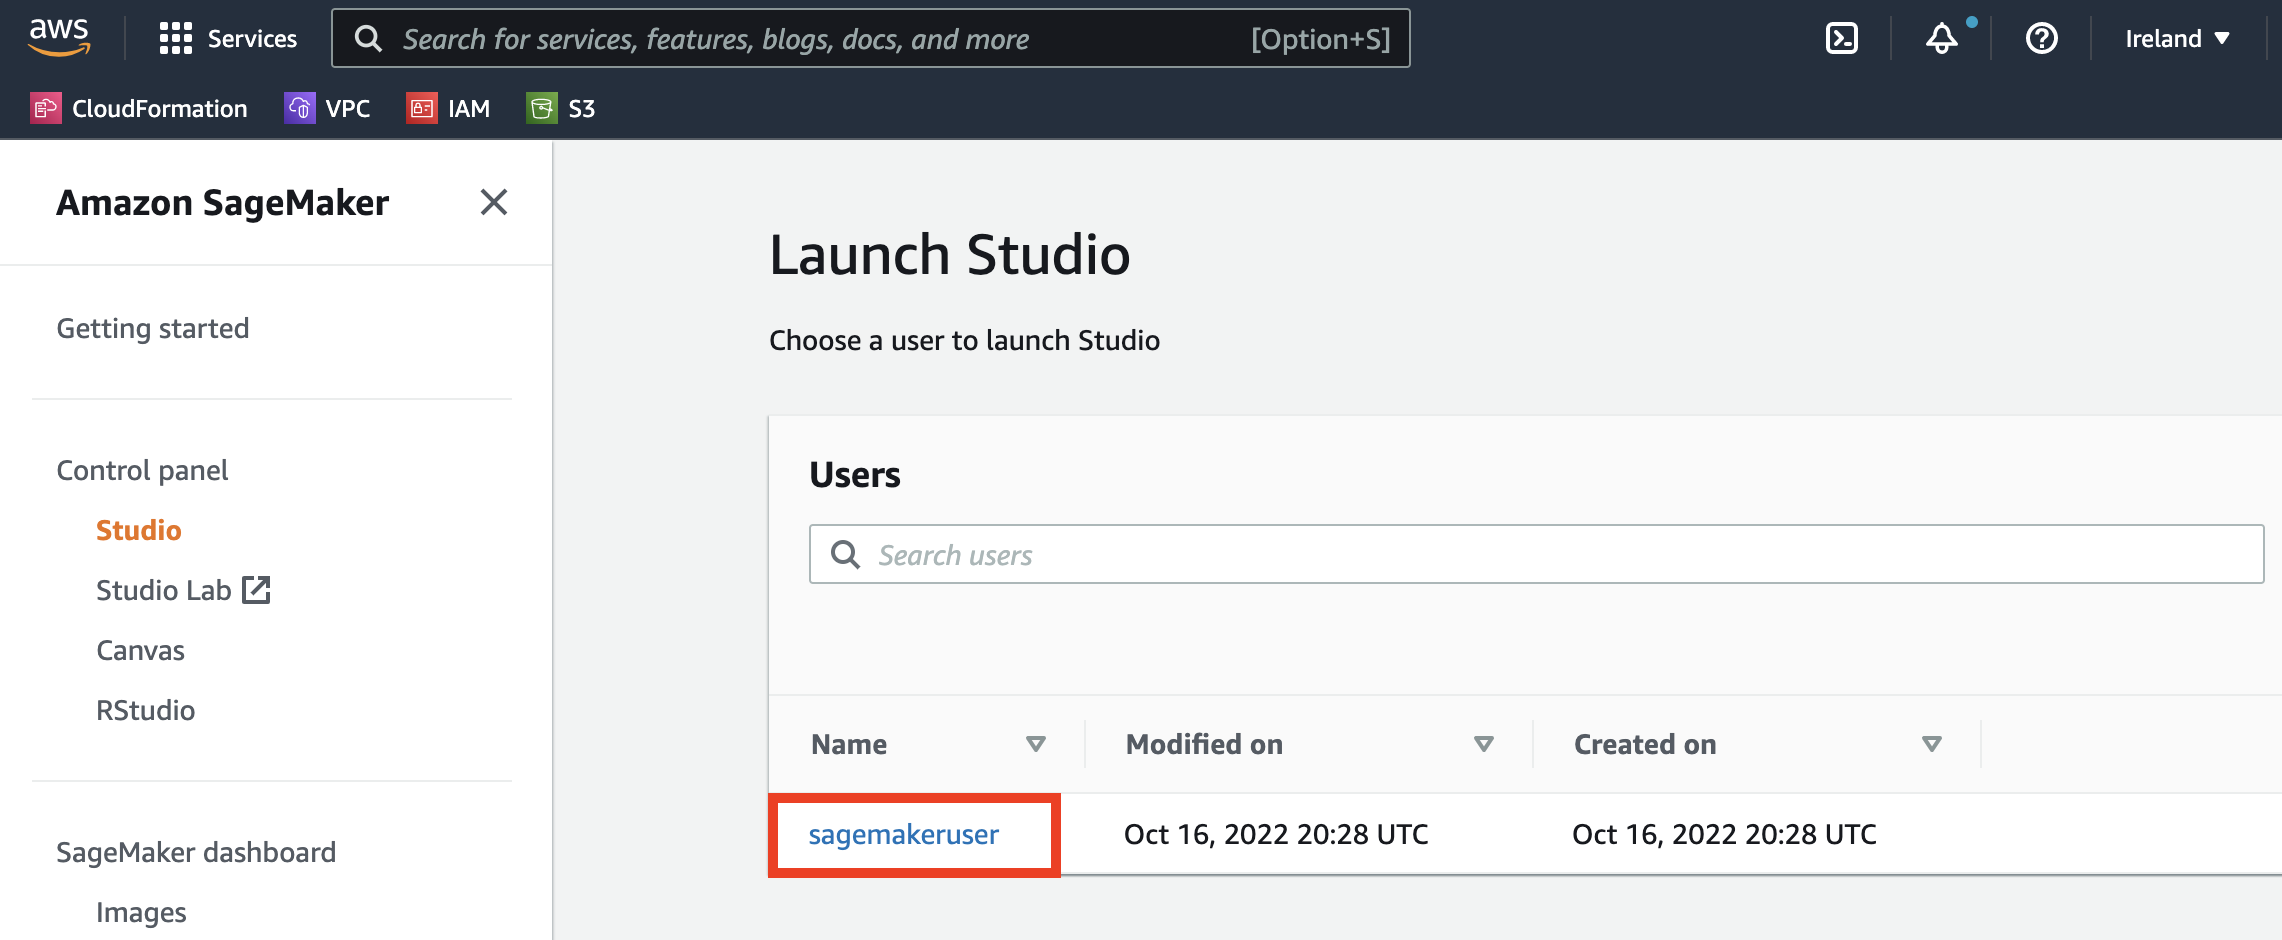 aws Services Search for services, features, blogs, docs, and more [Option+S] Ireland
CloudFormation VPC IAM S3
Amazon SageMaker
Getting started
Control panel
Studio
Studio Lab
Canvas
RStudio
SageMaker dashboard
Images
Launch Studio
Choose a user to launch Studio
Users
Search users
Name Modified on Created on
sagemakeruser Oct 16, 2022 20:28 UTC Oct 16, 2022 20:28 UTC